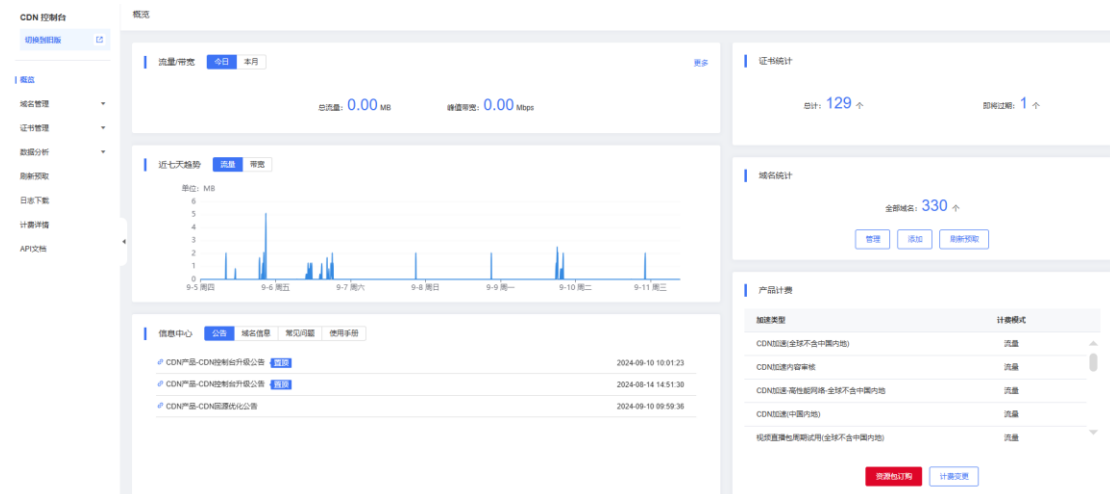 CDN 控制台
切换到旧版
概览
域名管理
证书管理
数据分析
刷新预取
日志下载
计费详情
API文档
概览
流量/带宽 今日 本月 更多
总流量: 0.00 MB 峰值带宽: 0.00 Mbps
近七天趋势 流量 带宽
单位: MB
6
5
4
3
2
1
0
9-5 周四 9-6 周五 9-7 周六 9-8 周日 9-9 周一 9-10 周二 9-11 周三
信息中心 公告 域名信息 常见问题 使用手册
CDN产品-CDN控制台升级公告 置顶 2024-09-10 10:01:23
CDN产品-CDN控制台升级公告 置顶 2024-08-14 14:51:30
CDN产品-CDN回源优化公告 2024-09-10 09:59:36
证书统计
总计: 129 个 即将过期: 1 个
域名统计
全部域名: 330 个
管理 添加 刷新预取
产品计费
加速类型 计费模式
CDN加速(全球不含中国内地) 流量
CDN加速内容审核 流量
CDN加速-高性能网络-全球不含中国内地 流量
CDN加速(中国内地) 流量
视频直播包周期试用(全球不含中国内地) 流量
资源包订购 计费变更